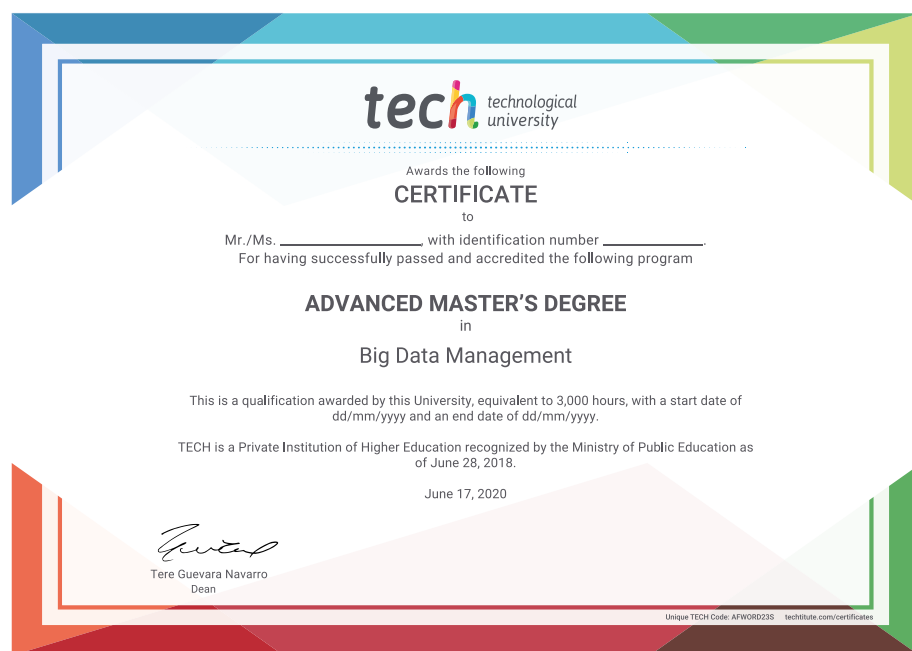 tech technological
university
Awards the following
CERTIFICATE
to
Mr./Ms. ____________________, with identification number ______________.
For having successfully passed and accredited the following program
ADVANCED MASTER'S DEGREE
in
Big Data Management
This is a qualification awarded by this University, equivalent to 3,000 hours, with a start date of
dd/mm/yyyy and an end date of dd/mm/yyyy.
TECH is a Private Institution of Higher Education recognized by the Ministry of Public Education as
of June 28, 2018.
June 17, 2020
Tere Guevara Navarro
Dean
Unique TECH Code: AFWORD23S techtitute.com/certificates